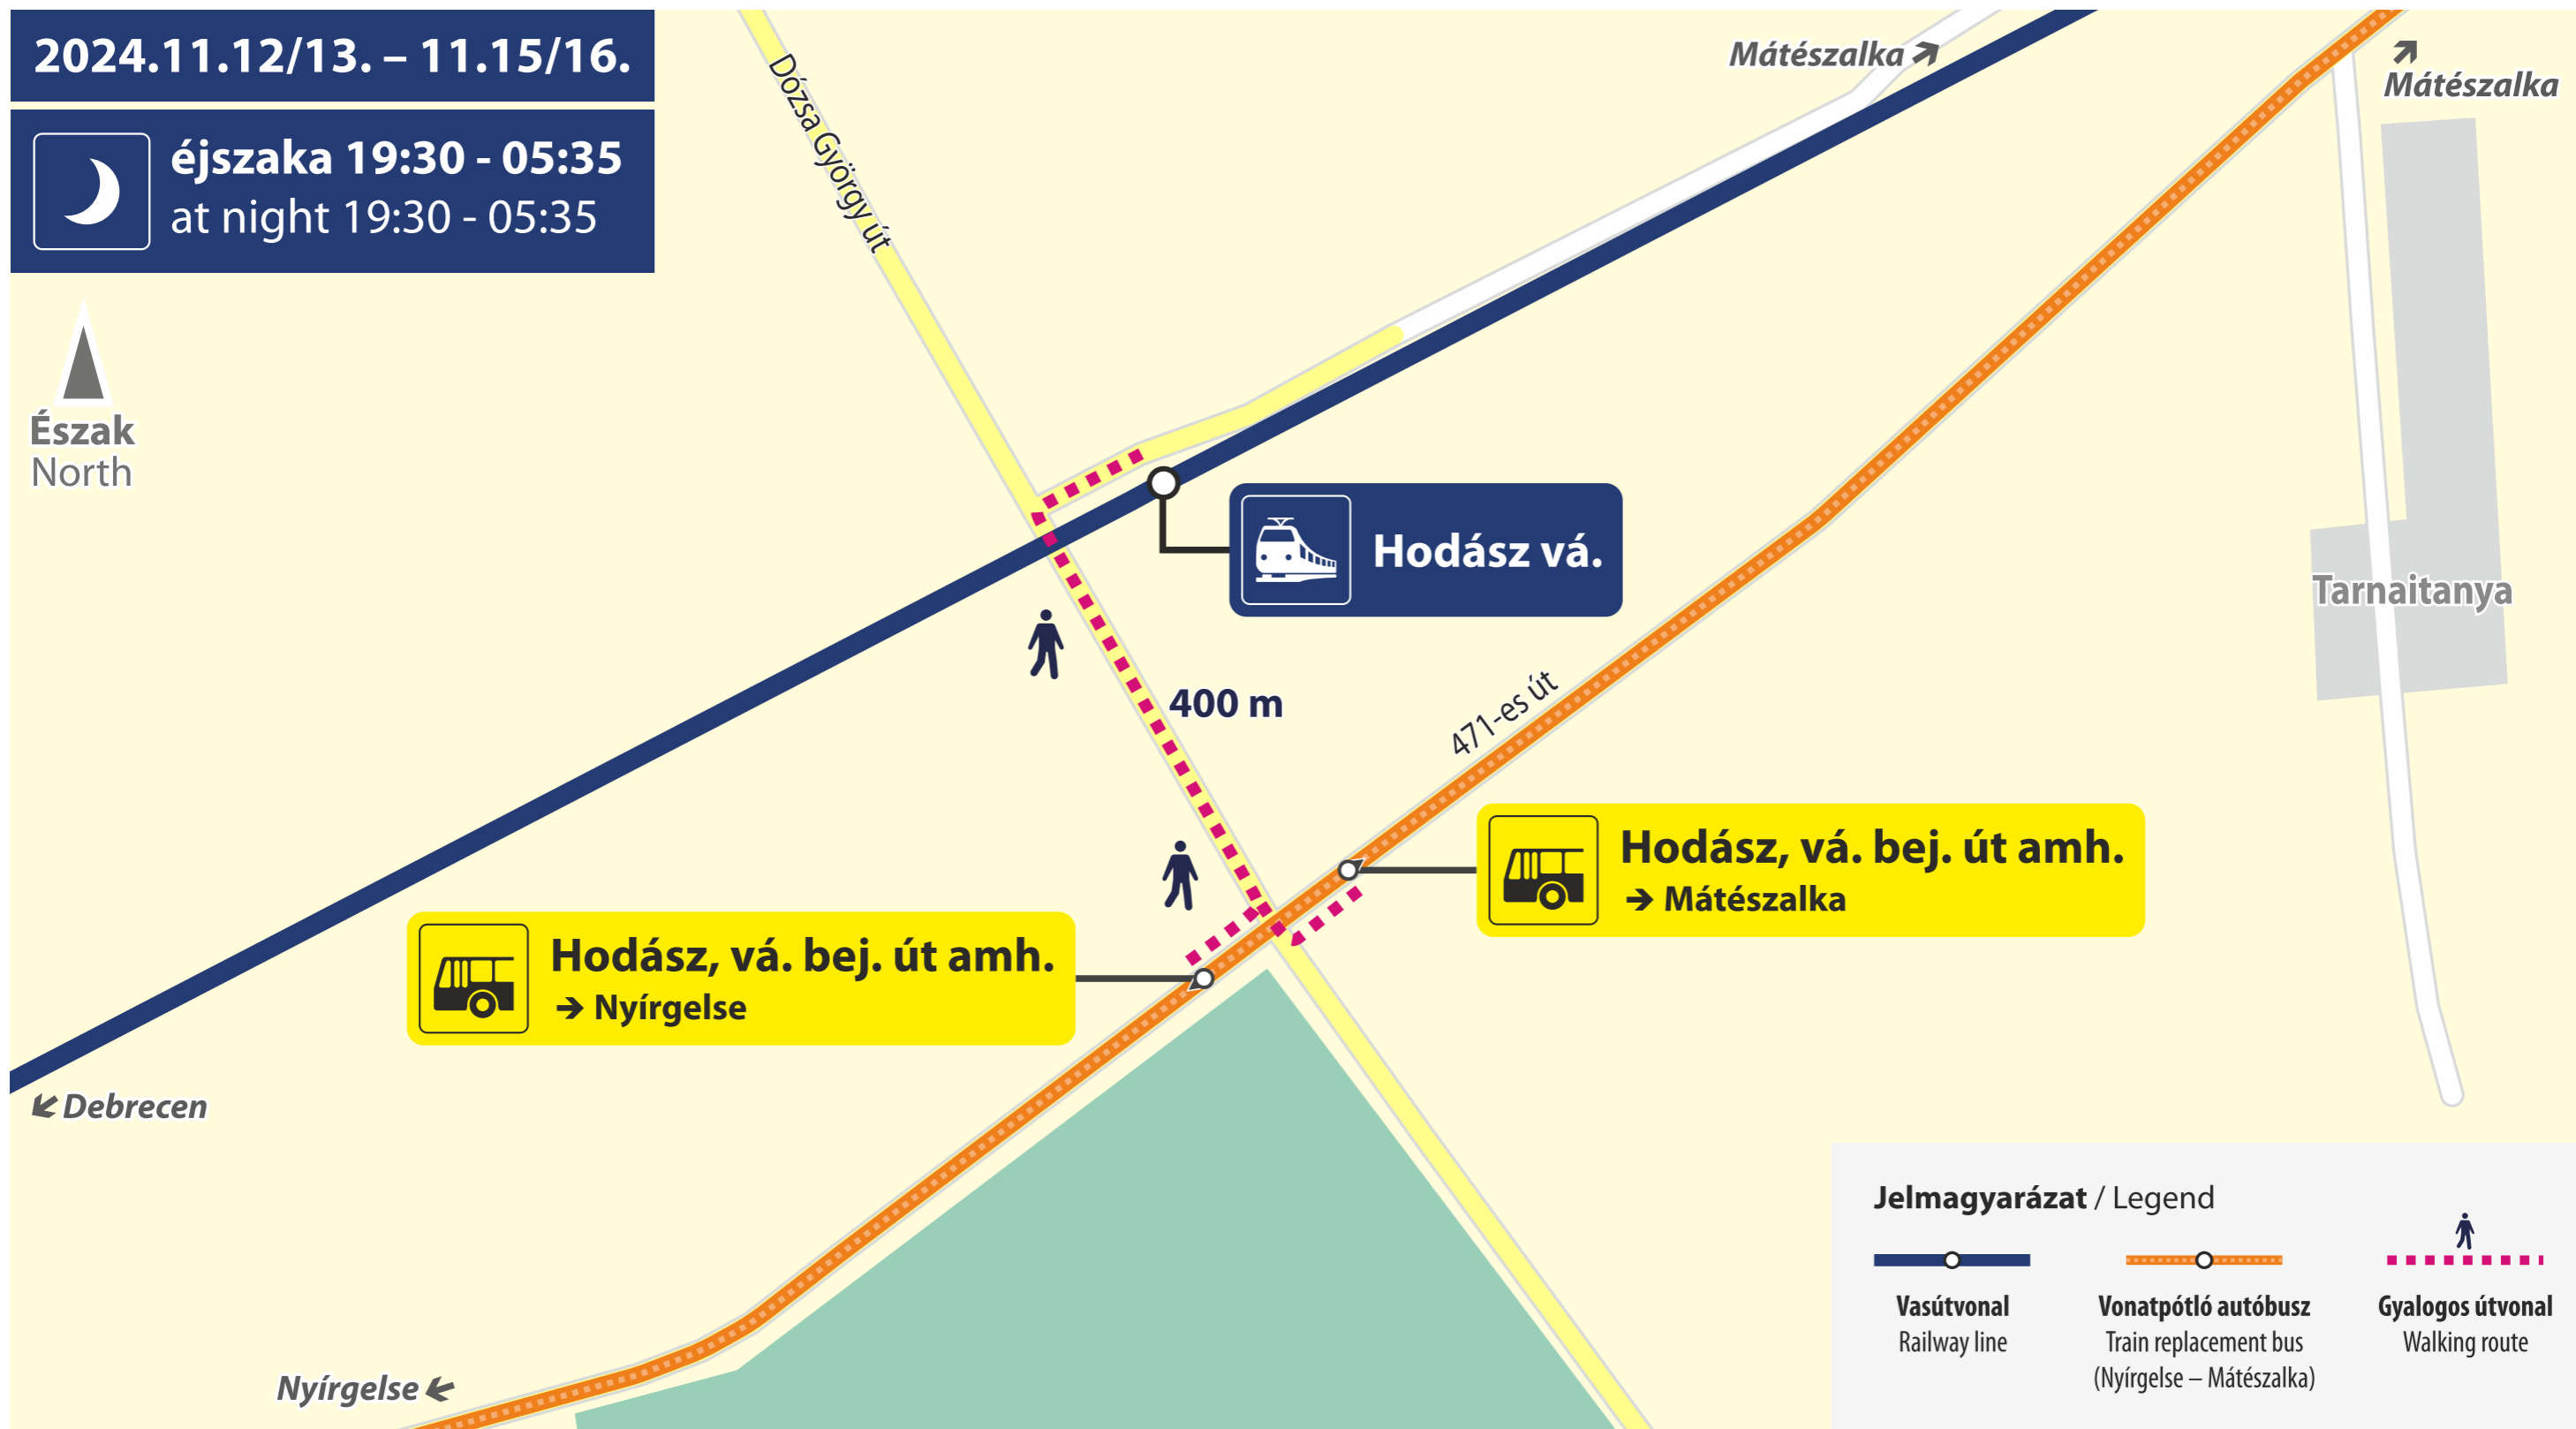 2024.11.12/13. – 11.15/16.
éjszaka 19:30 - 05:35
at night 19:30 - 05:35
Észak
North
Dózsa György út
Mátészalka
Mátészalka
Hodász vá.
Tarnaitanya
400 m
471-es út
Hodász, vá. bej. út amh.
➔ Mátészalka
Hodász, vá. bej. út amh.
➔ Nyírgelse
Debrecen
Nyírgelse
Jelmagyarázat / Legend
Vasútvonal
Railway line
Vonatpótló autóbusz
Train replacement bus
(Nyírgelse – Mátészalka)
Gyalogos útvonal
Walking route